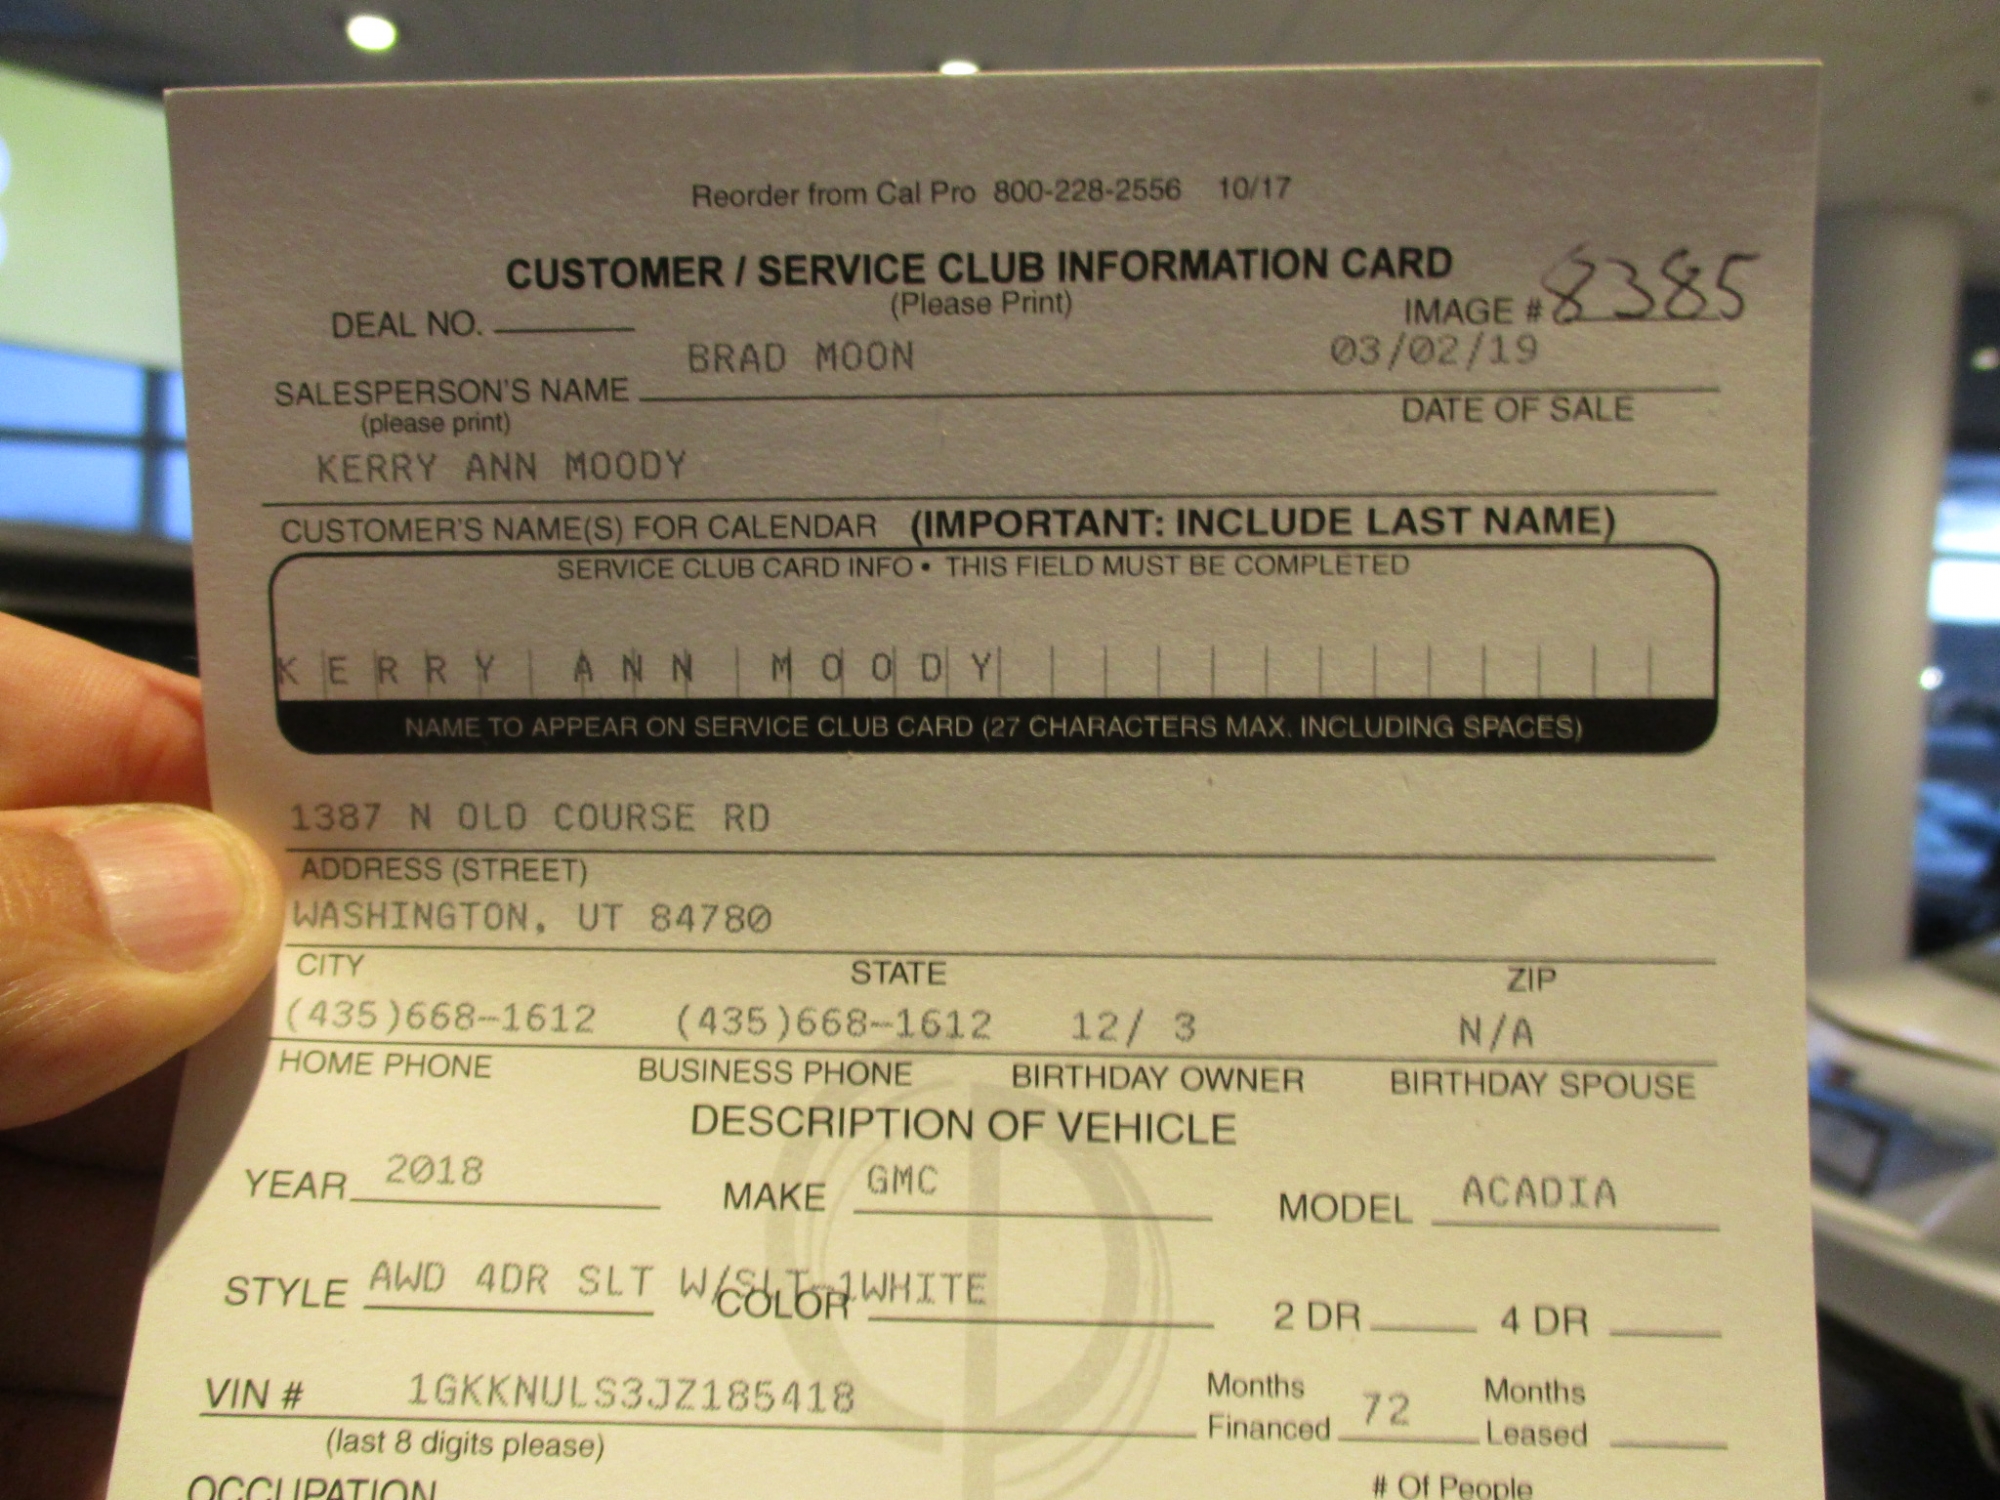 Reorder from Cal Pro 800-228-2556 10/17
CUSTOMER / SERVICE CLUB INFORMATION CARD
(Please Print)
IMAGE # 8385
DEAL NO.
BRAD MOON 03/02/19
SALESPERSON'S NAME
(please print)
DATE OF SALE
KERRY ANN MOODY
CUSTOMER'S NAME(S) FOR CALENDAR (IMPORTANT: INCLUDE LAST NAME)
SERVICE CLUB CARD INFO • THIS FIELD MUST BE COMPLETED
KERRY ANN MOODY
NAME TO APPEAR ON SERVICE CLUB CARD (27 CHARACTERS MAX. INCLUDING SPACES)
1387 N OLD COURSE RD
ADDRESS (STREET)
WASHINGTON, UT 84780
CITY STATE ZIP
(435)668-1612 (435)668-1612 12/ 3 N/A
HOME PHONE BUSINESS PHONE BIRTHDAY OWNER BIRTHDAY SPOUSE
DESCRIPTION OF VEHICLE
YEAR 2018 MAKE GMC MODEL ACADIA
STYLE AWD 4DR SLT W/SLT-1WHITE COLOR 2 DR 4 DR
VIN # 1GKKNULS3JZ185418 Months Financed 72 Months Leased
(last 8 digits please)
OCCUPATION # Of People